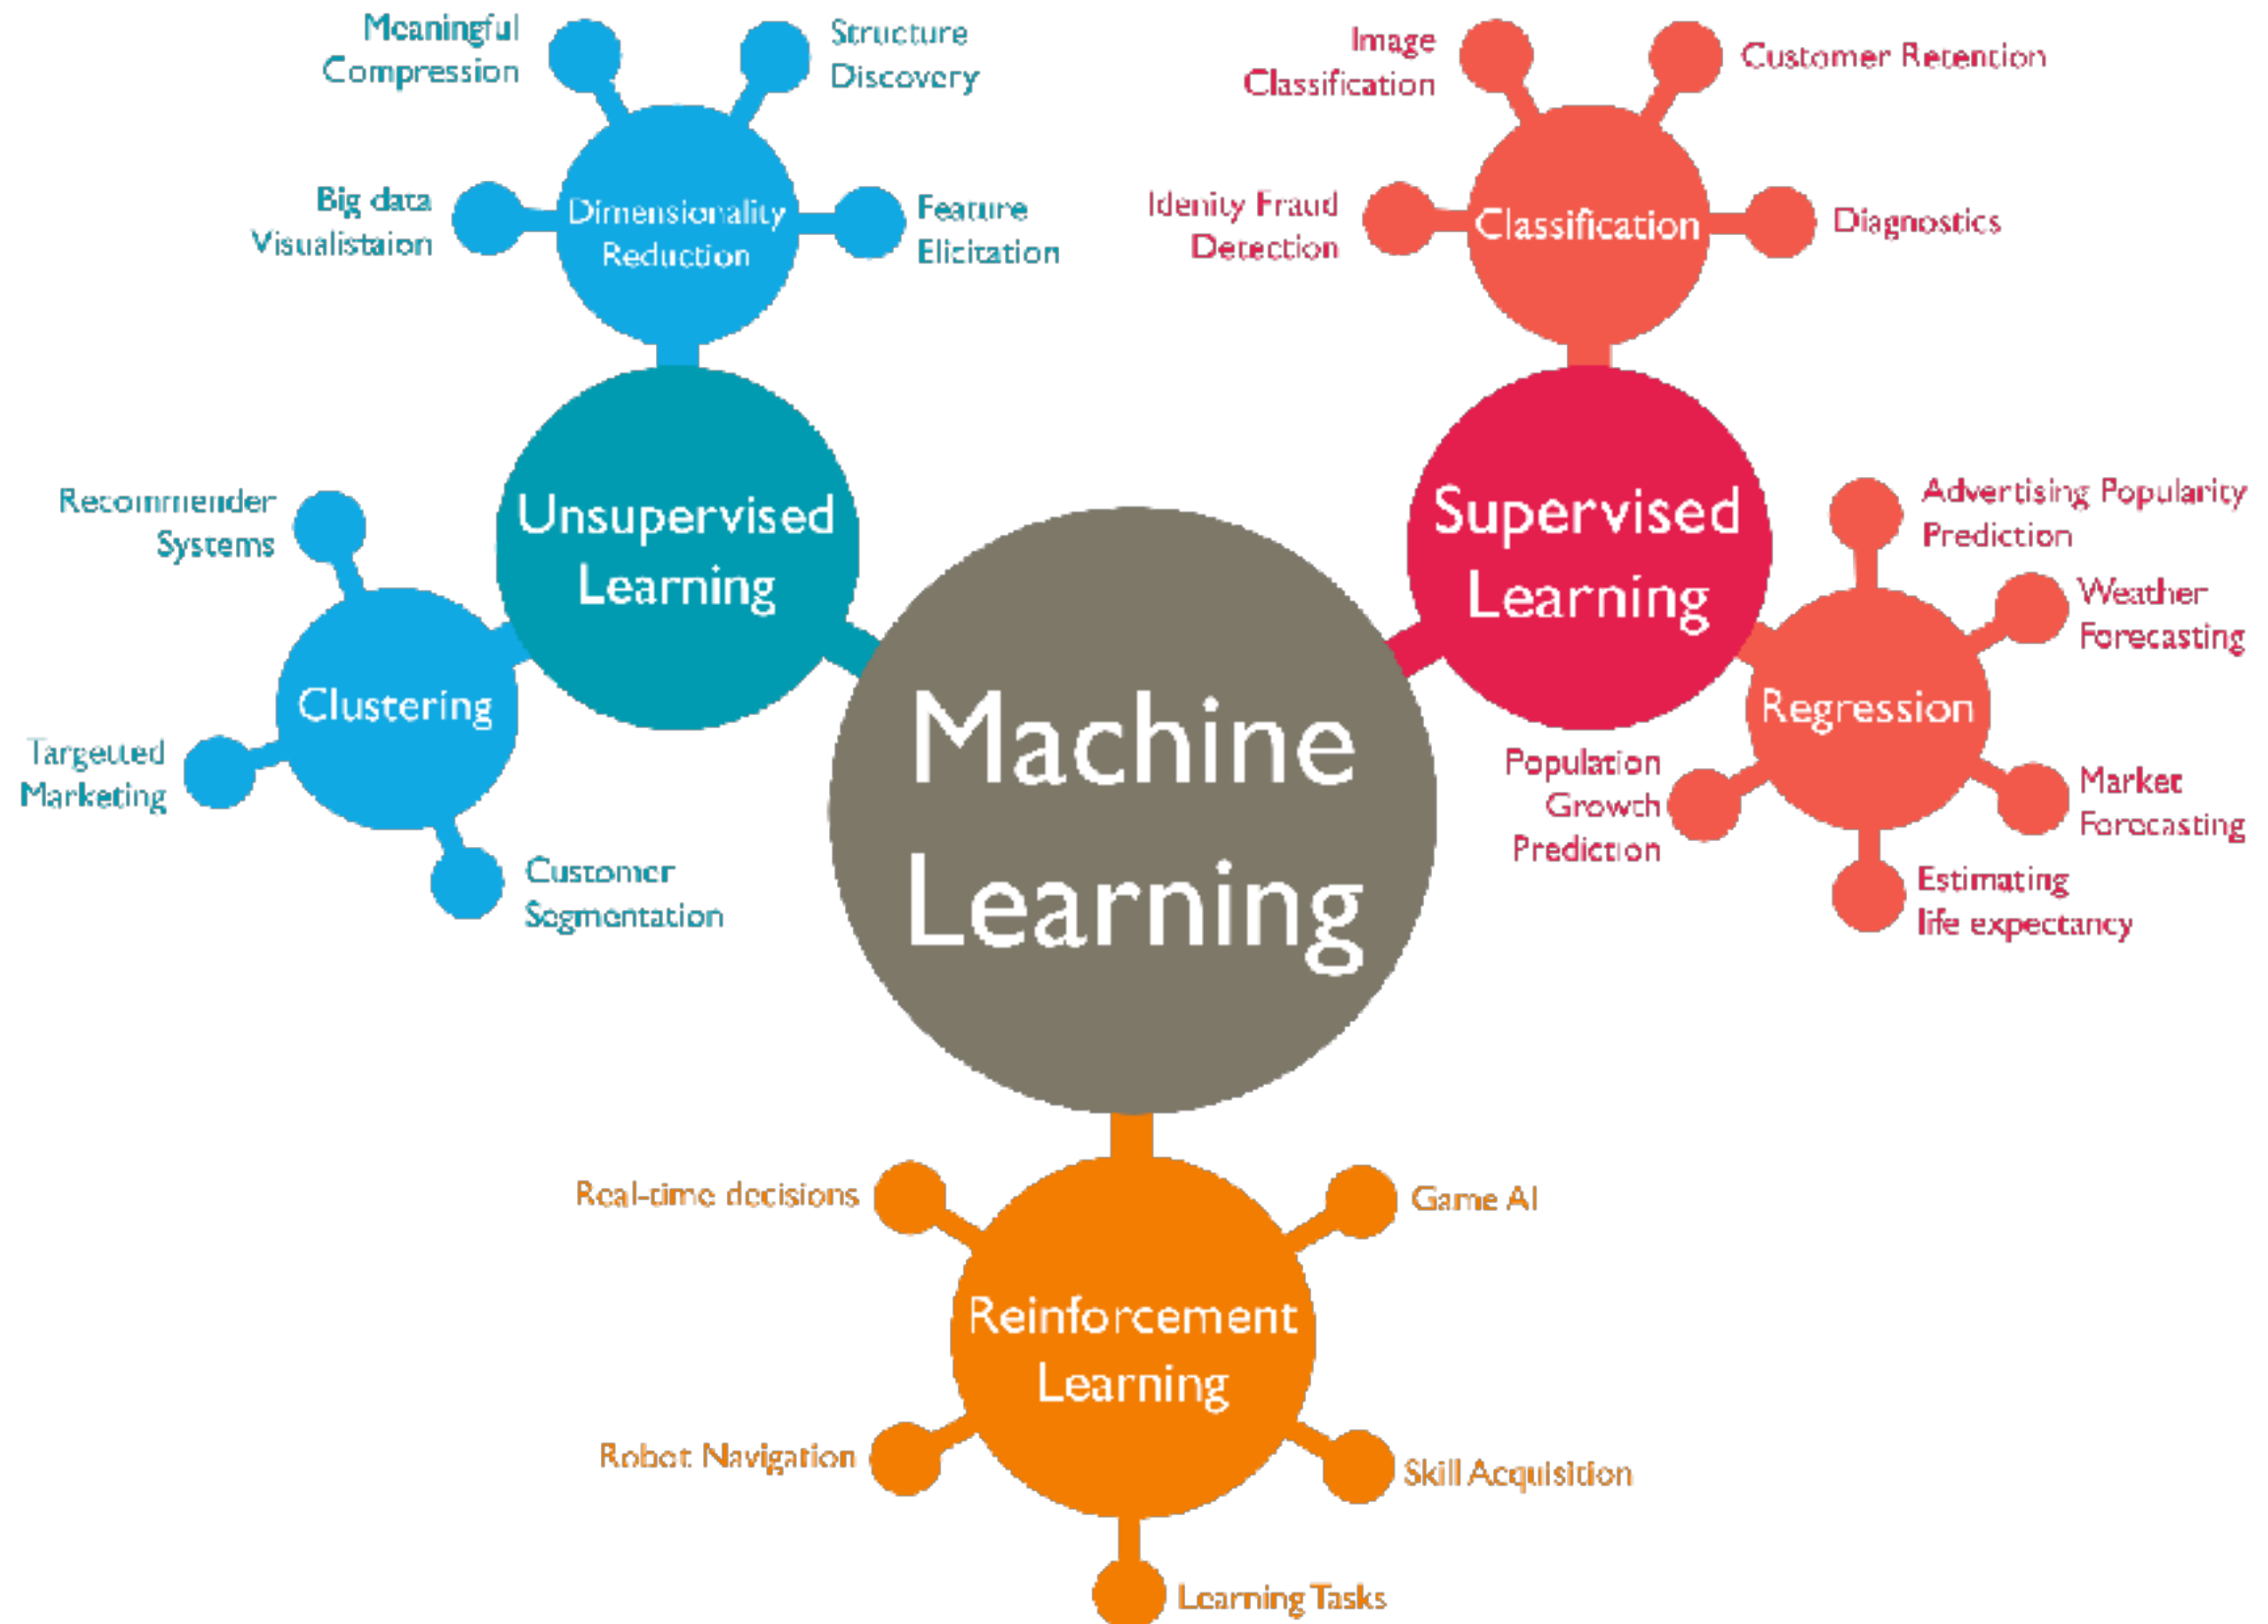 Meaningful
Compression
Structure
Discovery
Big data
Visualistaion
Dimensionality
Reduction
Feature
Elicitation
Image
Classification
Customer Retention
Idenity Fraud
Detection
Classification
Diagnostics
Unsupervised
Learning
Supervised
Learning
Recommender
Systems
Clustering
Targetted
Marketing
Customer
Segmentation
Machine
Learning
Advertising Popularity
Prediction
Weather
Forecasting
Regression
Population
Growth
Prediction
Market
Forecasting
Estimating
life expectancy
Real-time decisions
Game AI
Reinforcement
Learning
Robot Navigation
Skill Acquisition
Learning Tasks